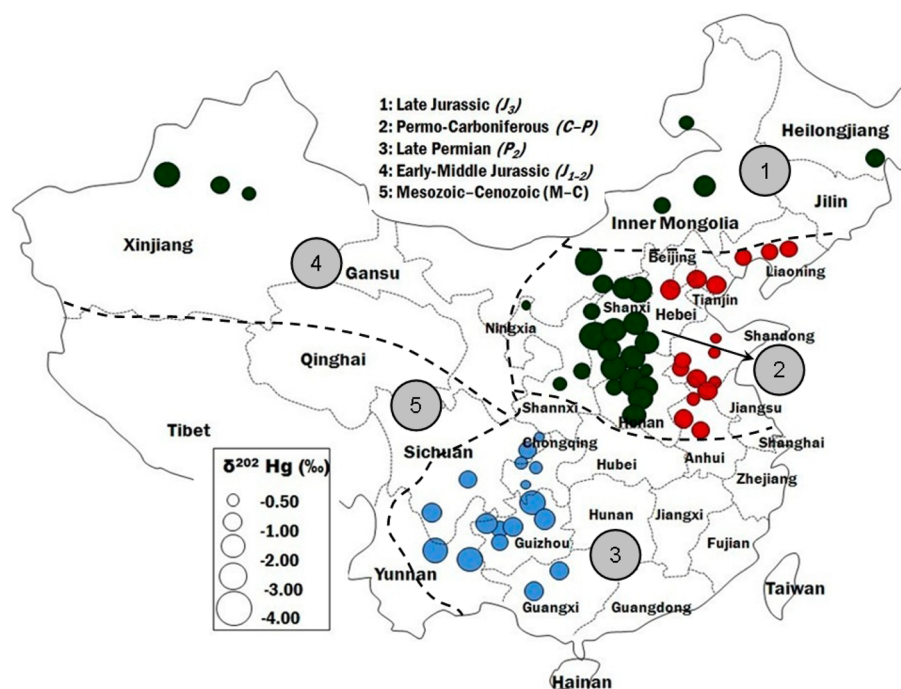 1: Late Jurassic (J3)
2: Permo-Carboniferous (C–P)
3: Late Permian (P2)
4: Early-Middle Jurassic (J1-2)
5: Mesozoic–Cenozoic (M–C)
Heilongjiang
1
Jilin
Inner Mongolia
Xinjiang
4
Gansu
Beijing
Liaoning
Tianjin
Shanxi
Hebei
Ningxia
Shandong
Qinghai
2
5
Shannxi
Henan
Jiangsu
Tibet
Sichuan
Chongqing
Anhui
Shanghai
Hubei
Zhejiang
δ202 Hg (‰)
-0.50
-1.00
-2.00
-3.00
-4.00
Hunan
Jiangxi
Guizhou
Fujian
3
Yunnan
Taiwan
Guangxi
Guangdong
Hainan